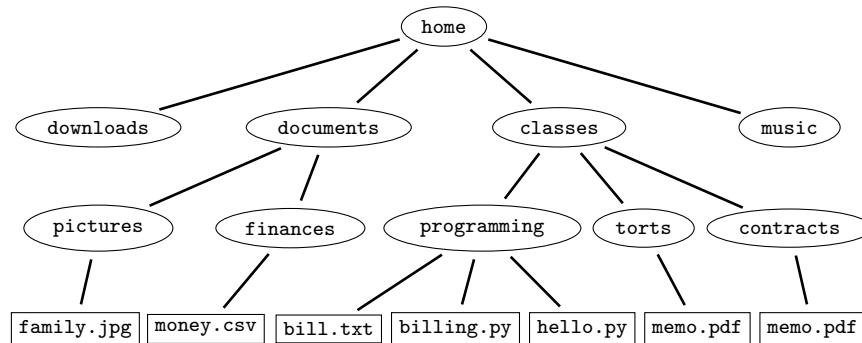 home
downloads documents classes music
pictures finances programming torts contracts
family.jpg money.csv bill.txt billing.py hello.py memo.pdf memo.pdf